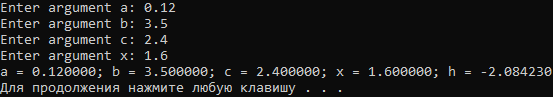 Enter argument a: 0.12
Enter argument b: 3.5
Enter argument c: 2.4
Enter argument x: 1.6
a = 0.120000; b = 3.500000; c = 2.400000; x = 1.600000; h = -2.084230
Для продолжения нажмите любую клавишу . . .